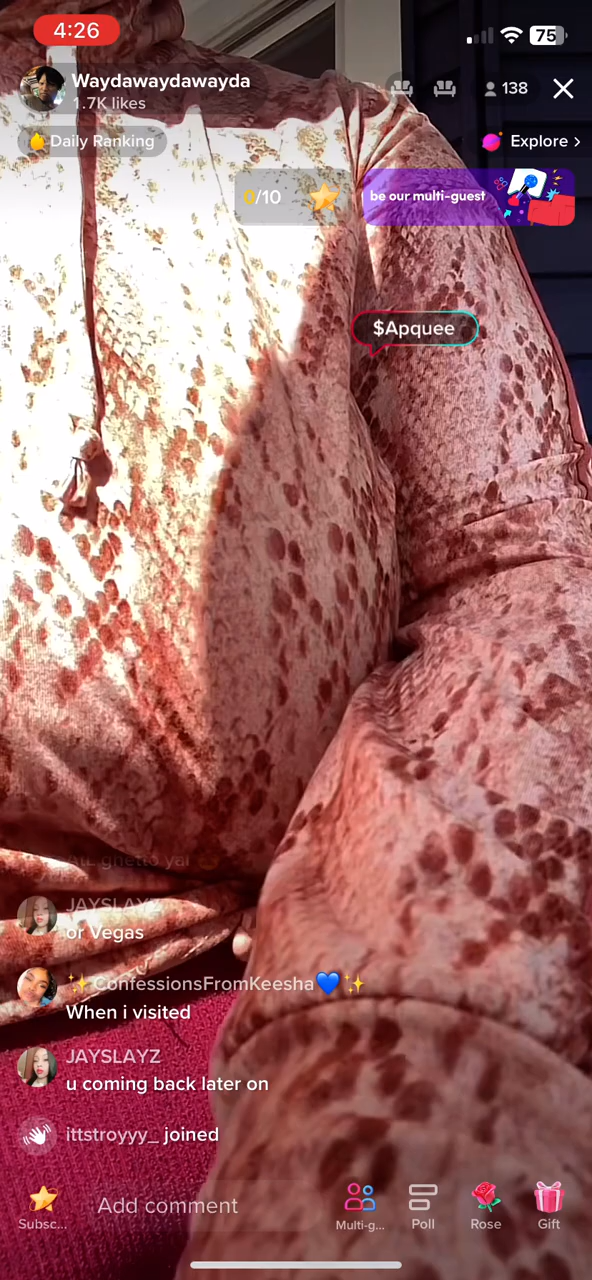 4:26
75
Waydawaydawayda
1.7K likes
138
Daily Ranking
Explore >
0/10
be our multi-guest
$Apquee
ghetto yal
JAYSLAYZ
or Vegas
✨ConfessionsFromKeesha💙✨
When i visited
JAYSLAYZ
u coming back later on
ittstroyyy_ joined
Subsc...
Add comment
Multi-g...
Poll
Rose
Gift